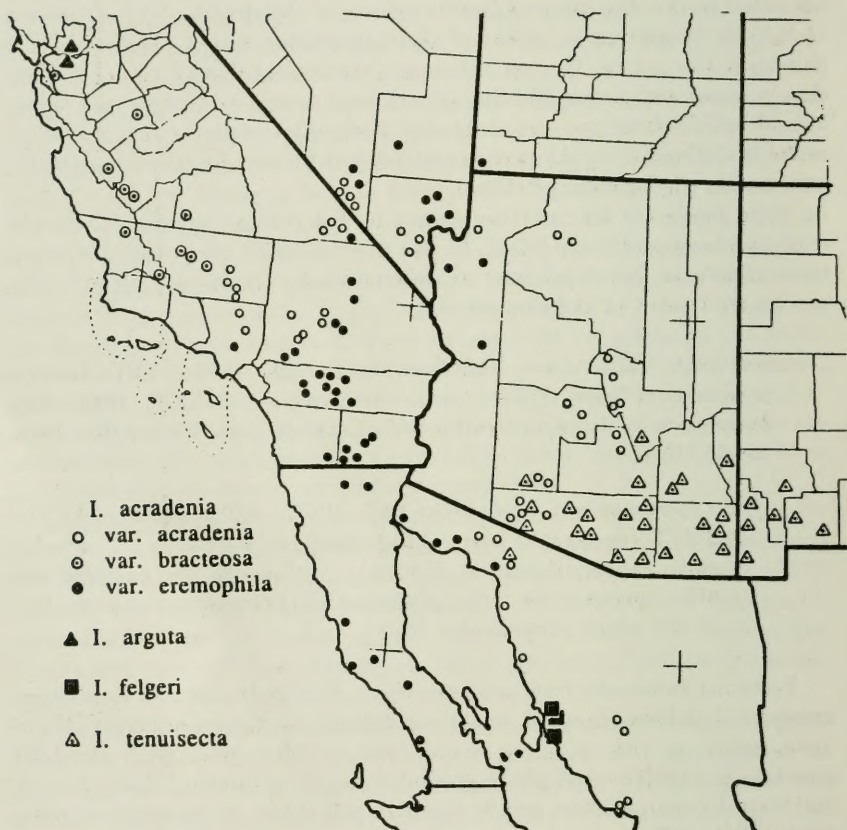 I. acradenia
var. acradenia
var. bracteosa
var. eremophila
I. arguta
I. felgeri
I. tenuisecta